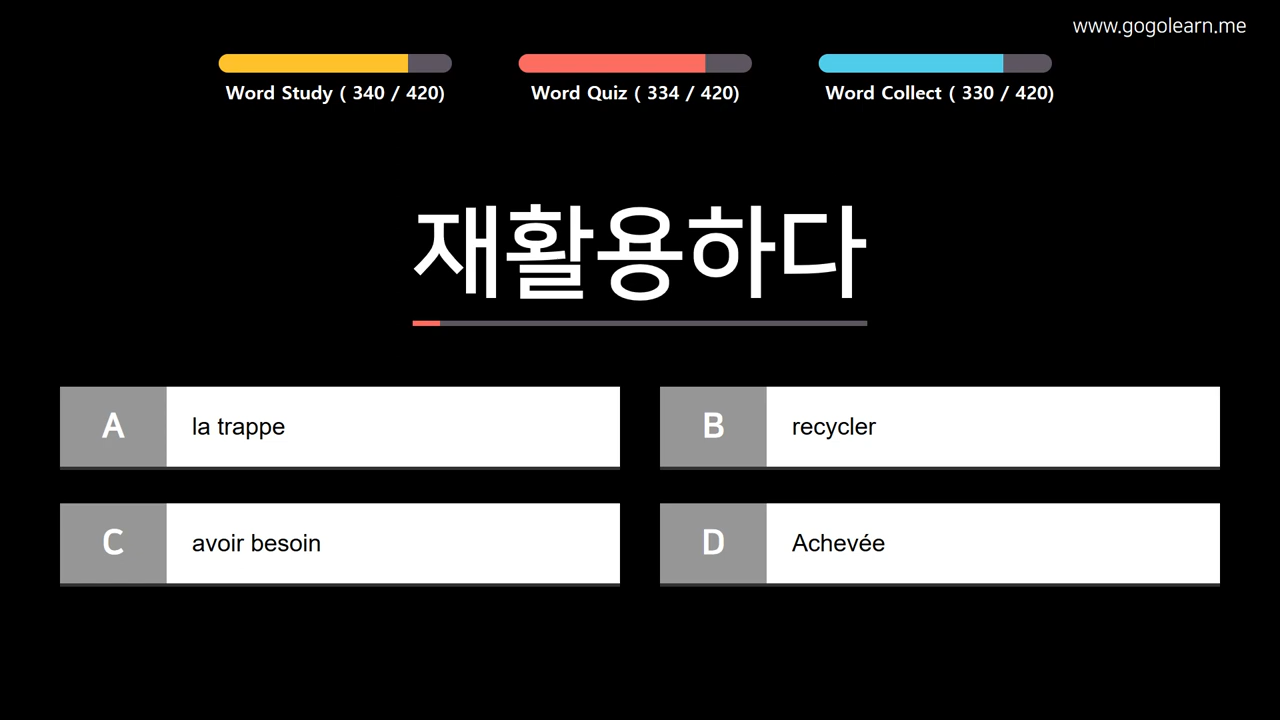 www.gogolearn.me
Word Study ( 340 / 420)
Word Quiz ( 334 / 420)
Word Collect ( 330 / 420)
재활용하다
A la trappe
B recycler
C avoir besoin
D Achevée